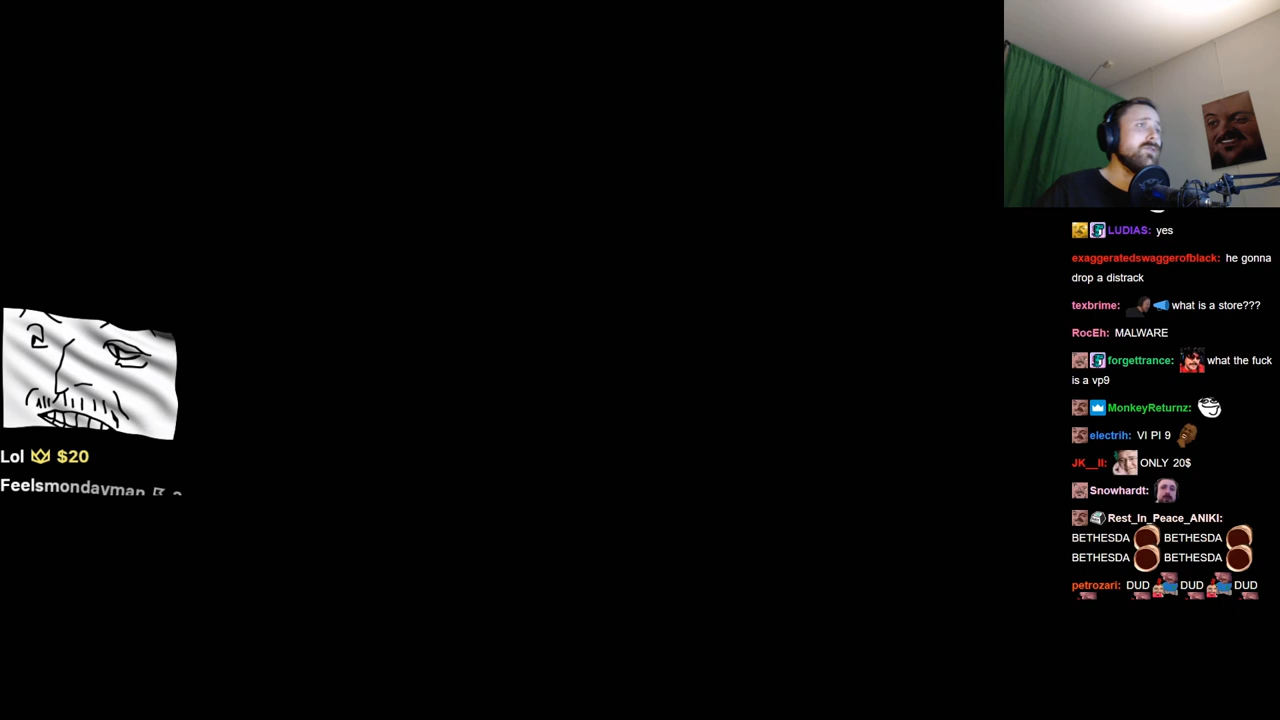 LUDIAS: yes
exaggeratedswaggerofblack: he gonna
drop a distrack
texbrime: what is a store???
RocEh: MALWARE
forgettrance: what the fuck
is a vp9
MonkeyReturnz:
electrih: VI PI 9
JK__II: ONLY 20$
Snowhardt:
Rest_In_Peace_ANIKI:
BETHESDA BETHESDA
BETHESDA BETHESDA
petrozari: DUD DUD DUD
Lol $20
Feelsmondayman